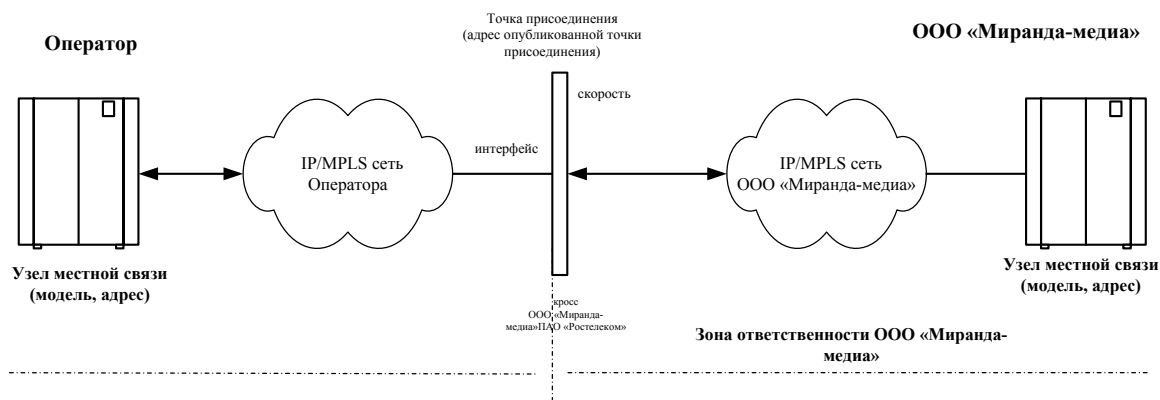 Оператор
Точка присоединения
(адрес опубликованной точки
присоединения)
ООО «Миранда-медиа»
скорость
интерфейс
IP/MPLS сеть
Оператора
IP/MPLS сеть
ООО «Миранда-медиа»
Узел местной связи
(модель, адрес)
Узел местной связи
(модель, адрес)
кросс
ООО «Миранда-
медиа»ПАО «Ростелеком»
Зона ответственности ООО «Миранда-
медиа»